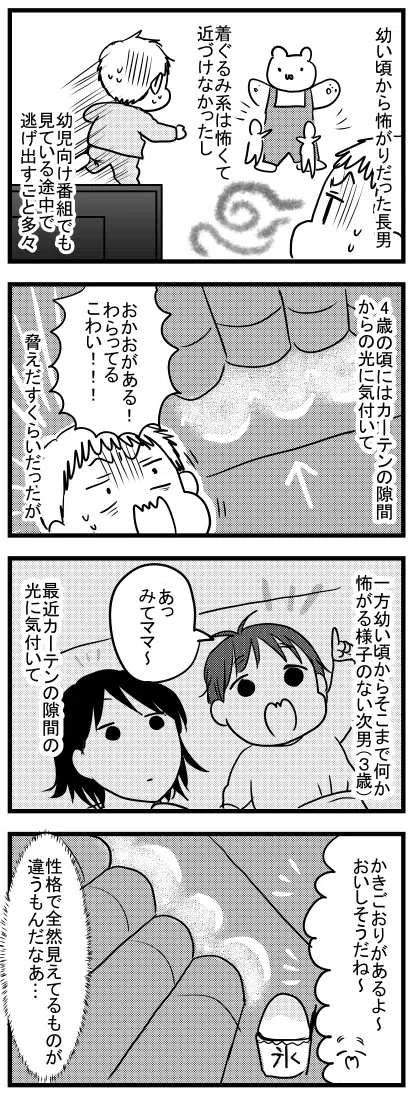 幼い頃から怖がりだった長男
着ぐるみ系は怖くて
近づけなかったし
幼児向け番組でも
見ている途中で
逃げ出すこと多々
4歳の頃にはカーテンの隙間
からの光に気付いて
おかおがある！
わらってる
こわい！！！
脅えだすくらいだったが
一方幼い頃からそこまで何か
怖がる様子のない次男（3歳）
あっ
みてママ～
最近カーテンの隙間の
光に気付いて
かきごおりがあるよ～
おいしそうだね～
氷
性格で全然見えてるものが
違うもんだなあ…